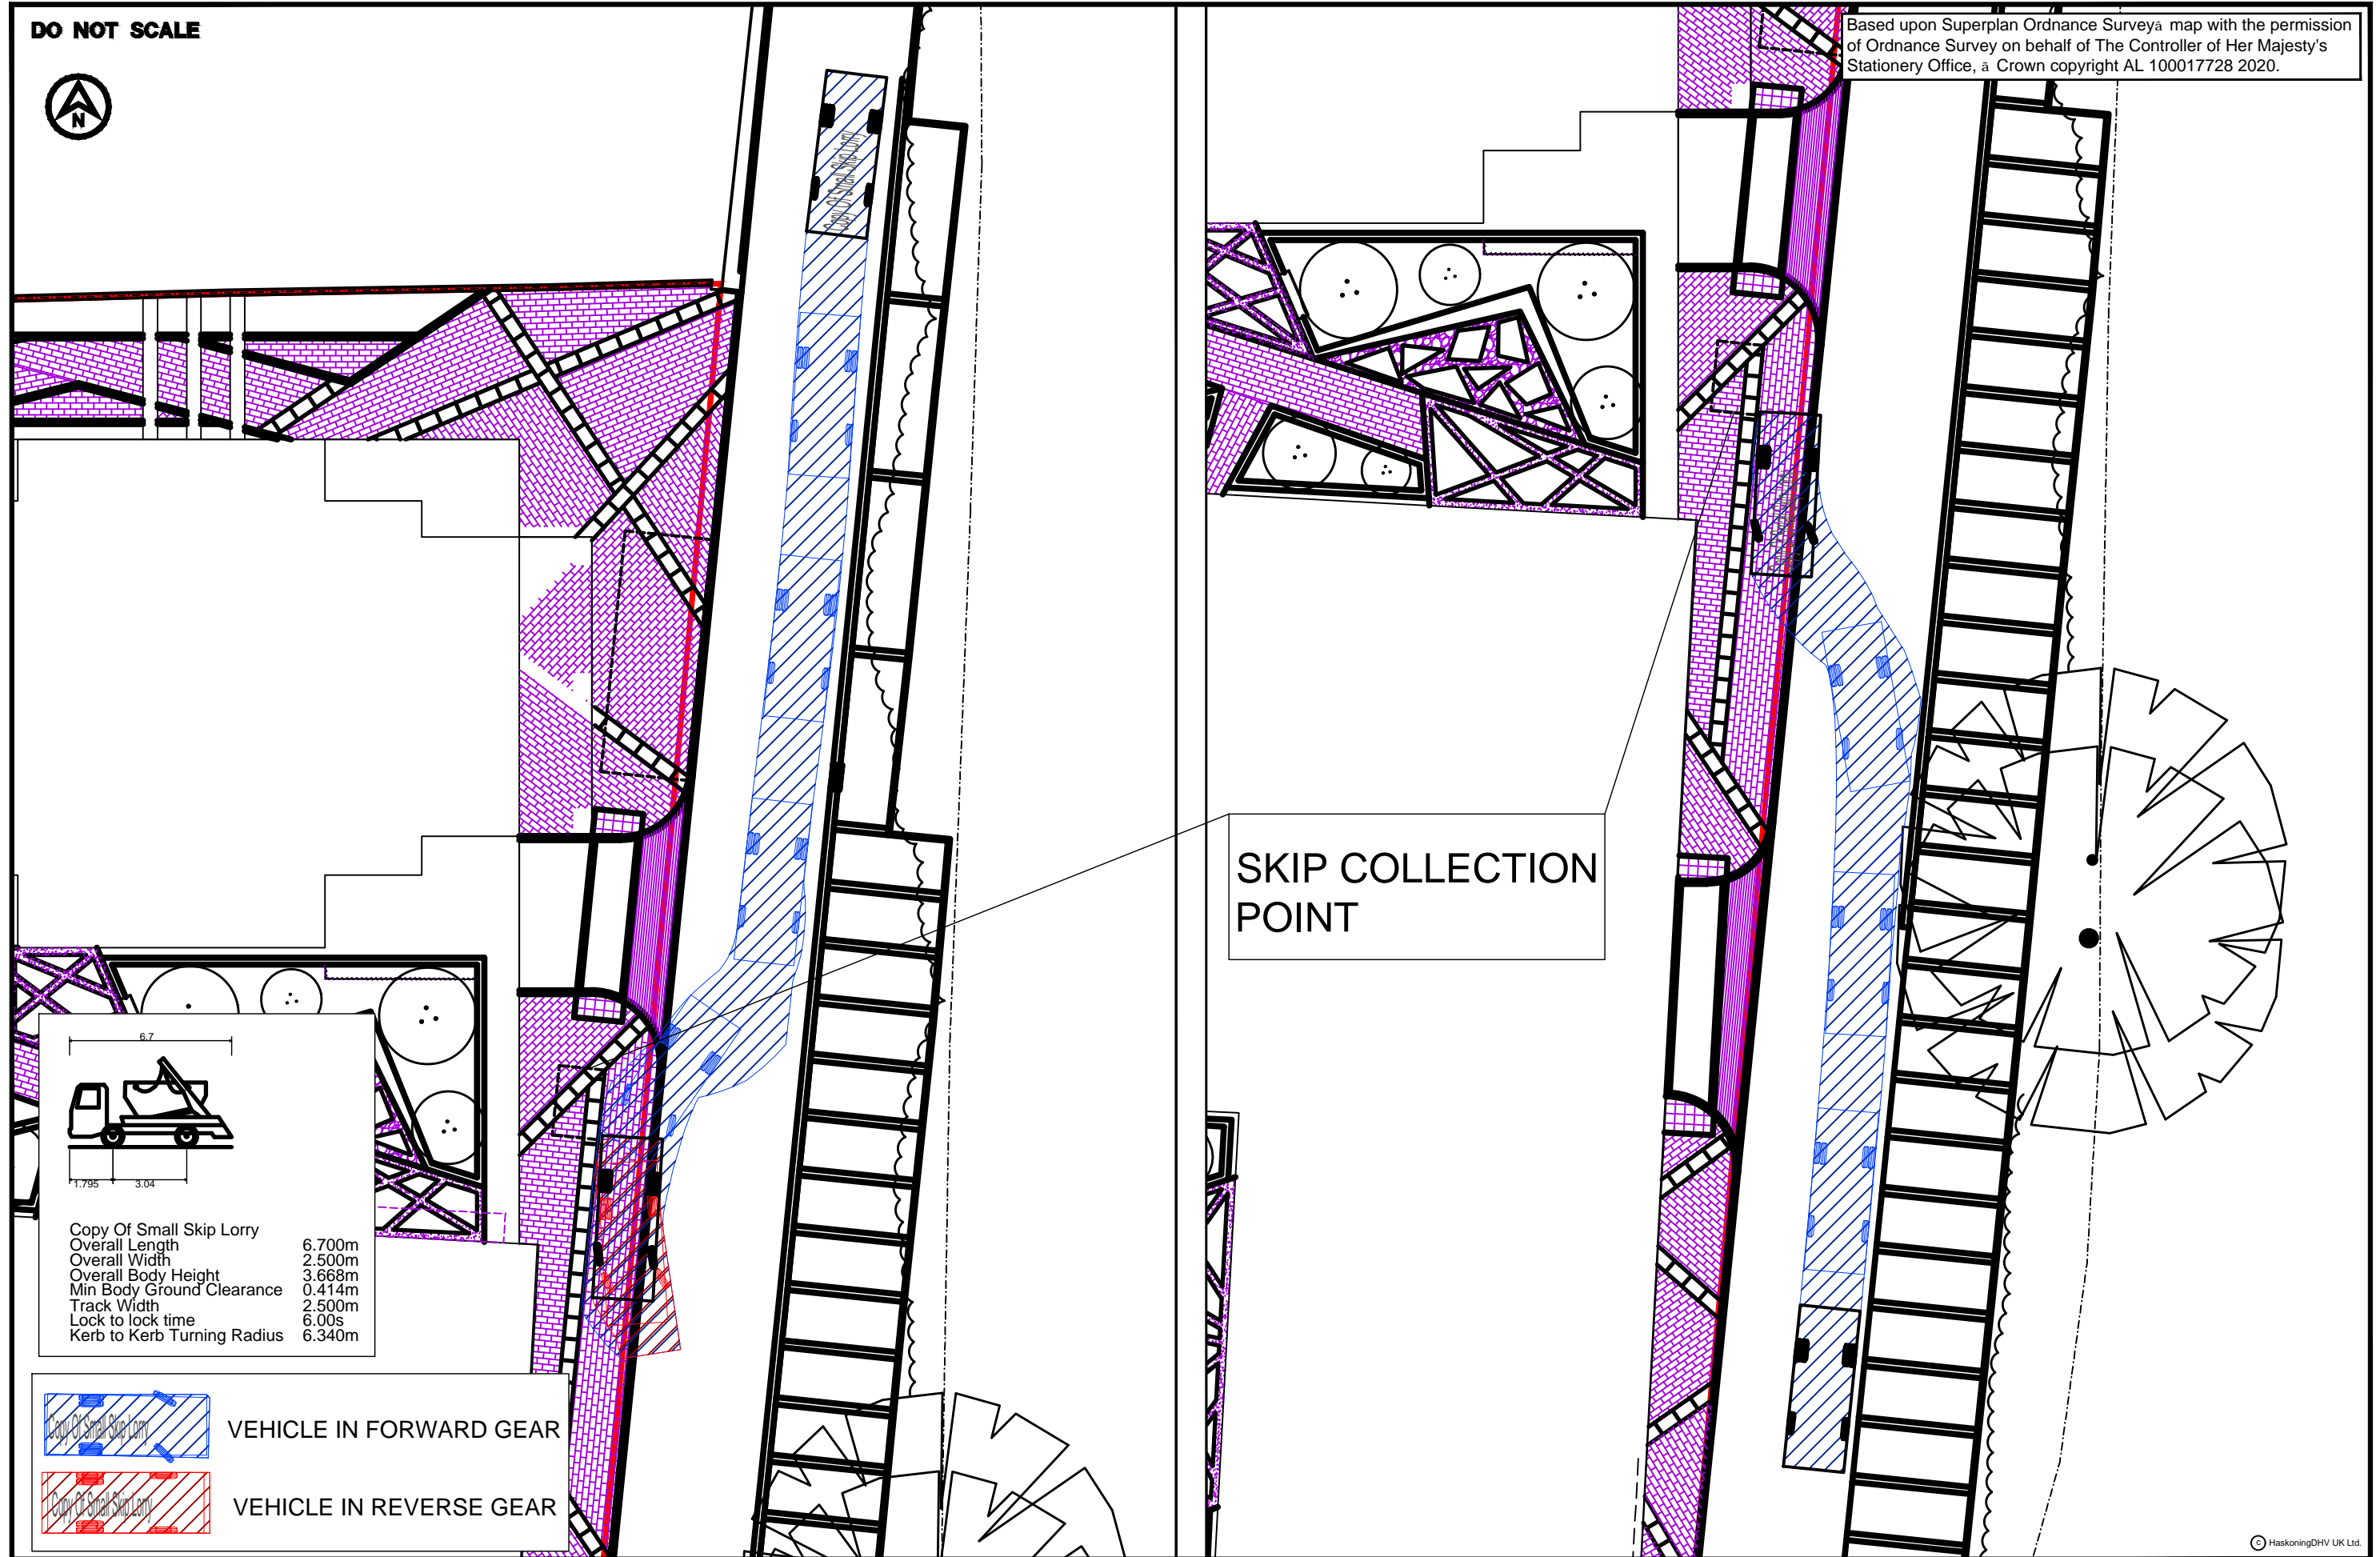 DO NOT SCALE
N
Based upon Superplan Ordnance Surveyâ map with the permission
of Ordnance Survey on behalf of The Controller of Her Majesty's
Stationery Office, â Crown copyright AL 100017728 2020.
Copy Of Small Skip Lorry
SKIP COLLECTION
POINT
6.7
1.795 3.04
Copy Of Small Skip Lorry
Overall Length 6.700m
Overall Width 2.500m
Overall Body Height 3.668m
Min Body Ground Clearance 0.414m
Track Width 2.500m
Lock to lock time 6.00s
Kerb to Kerb Turning Radius 6.340m
Copy Of Small Skip Lorry
VEHICLE IN FORWARD GEAR
Copy Of Small Skip Lorry
VEHICLE IN REVERSE GEAR
c HaskoningDHV UK Ltd.